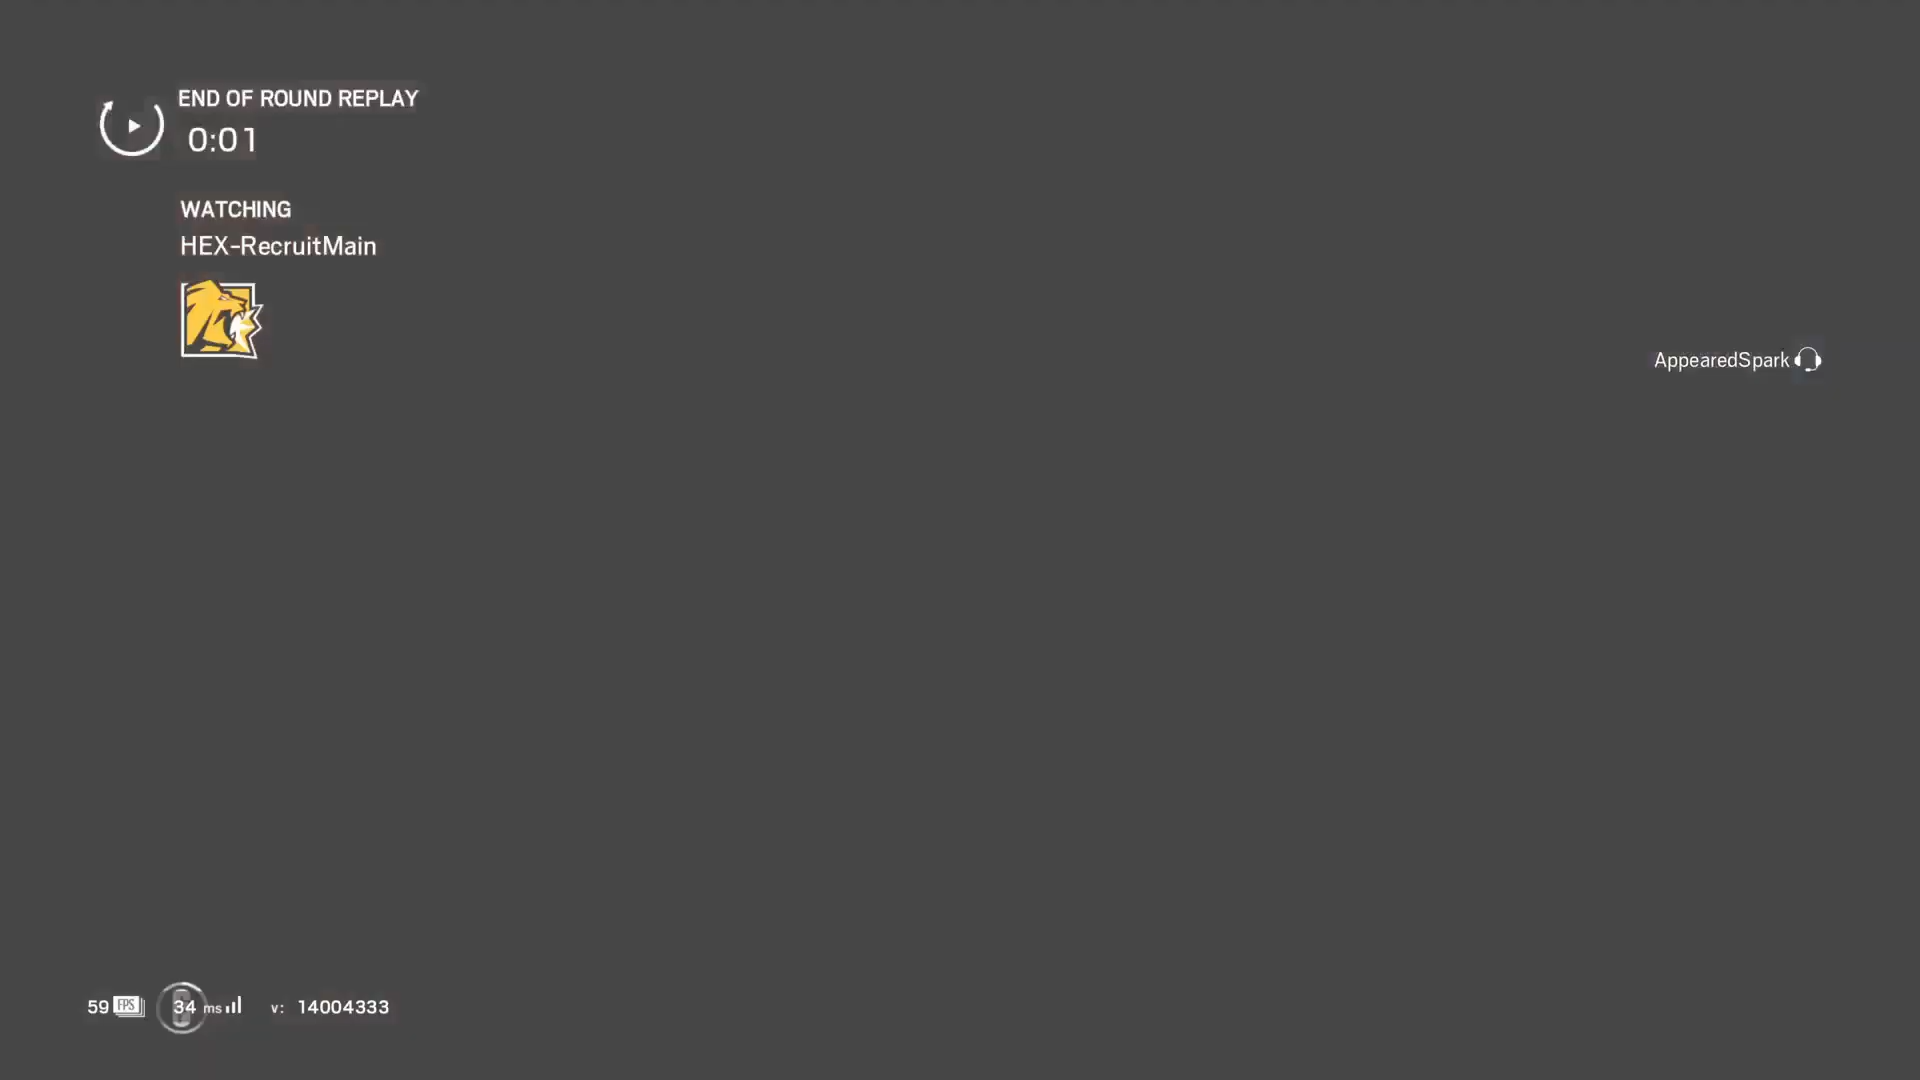 END OF ROUND REPLAY
0:01
WATCHING
HEX-RecruitMain
AppearedSpark
59 FPS 34 ms v: 14004333